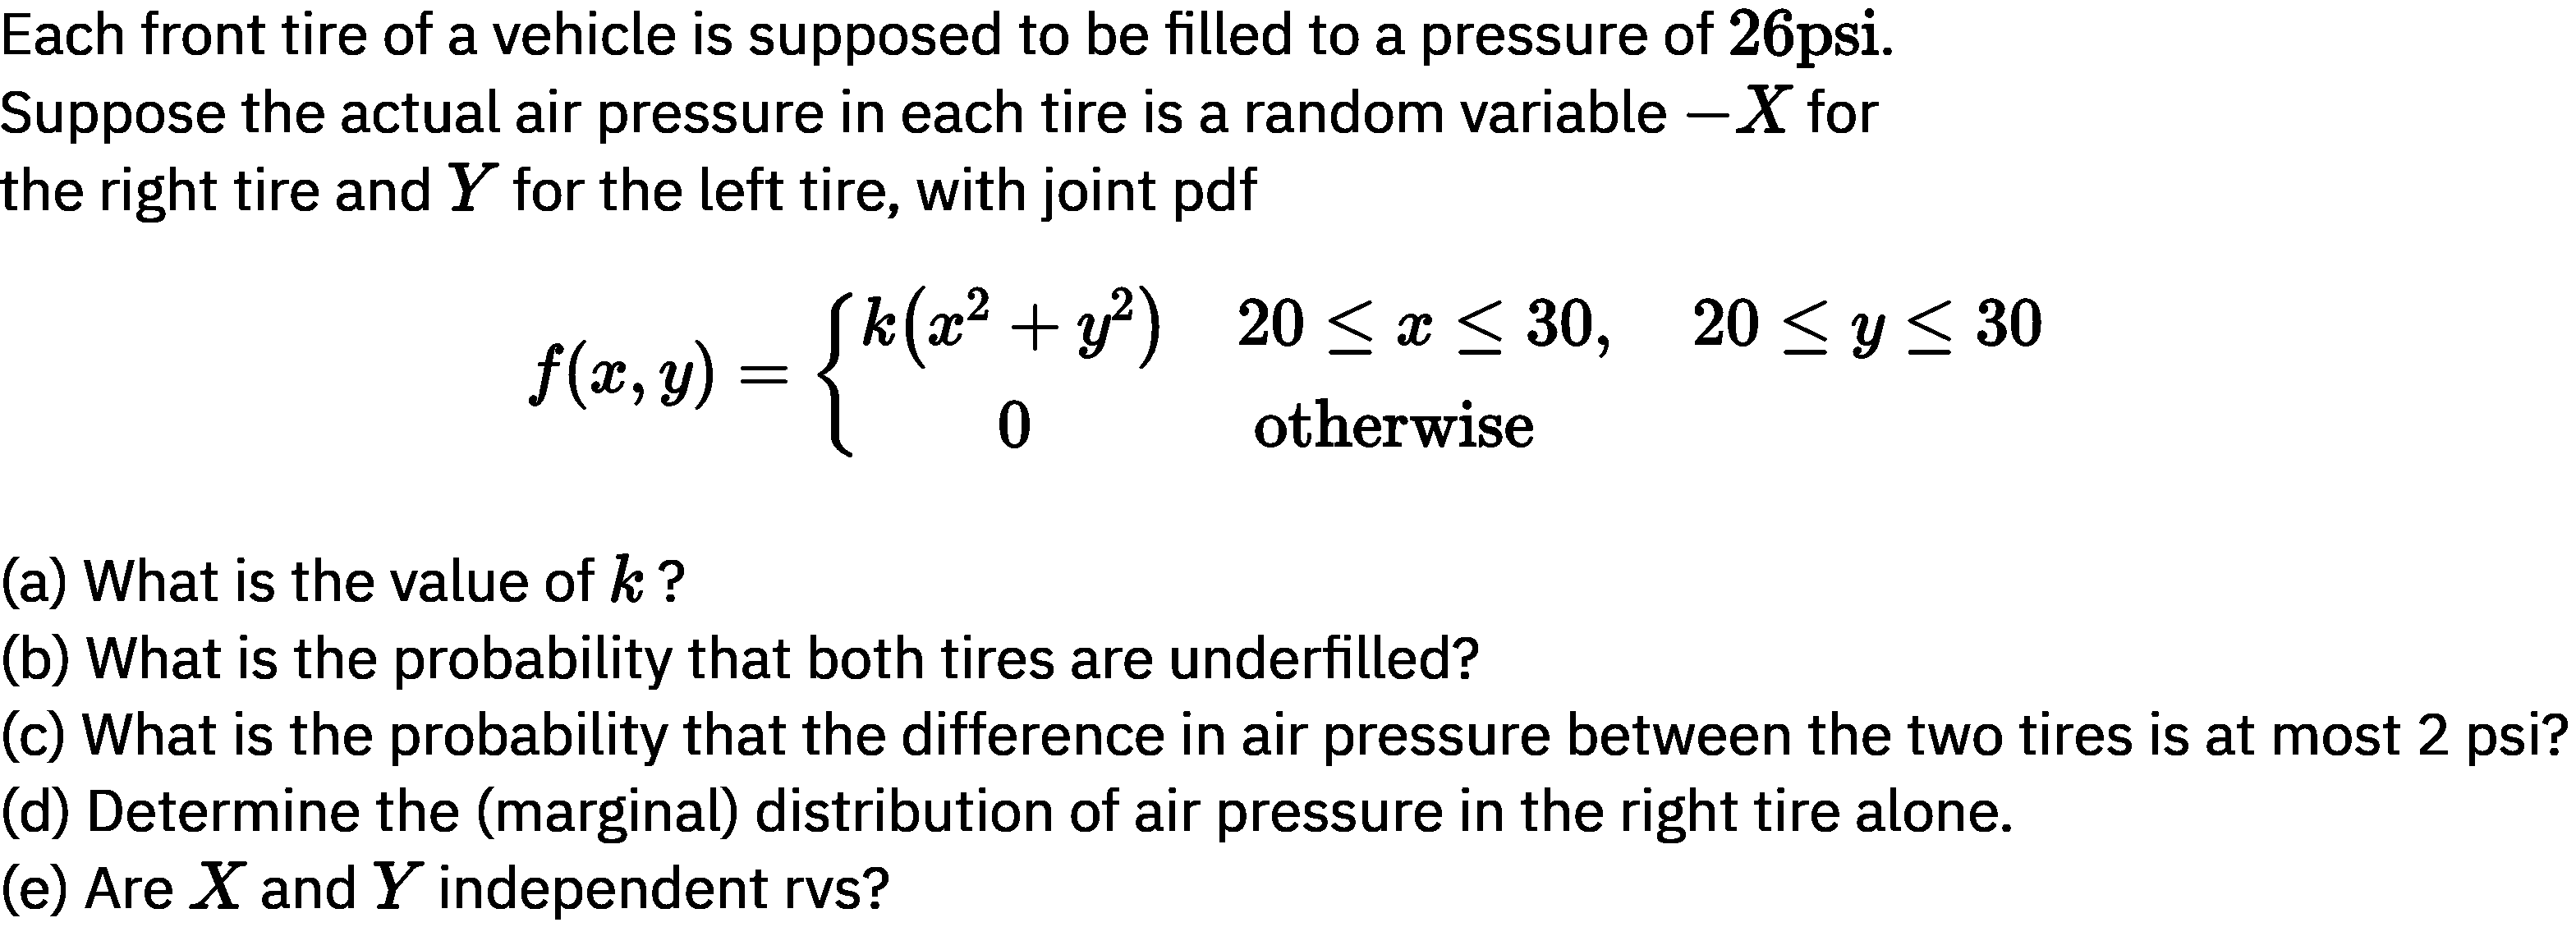 Each front tire of a vehicle is supposed to be filled to a pressure of 26psi.
Suppose the actual air pressure in each tire is a random variable −X for
the right tire and Y for the left tire, with joint pdf
f(x, y) = { k(x² + y²) 20 ≤ x ≤ 30, 20 ≤ y ≤ 30
0 otherwise
(a) What is the value of k ?
(b) What is the probability that both tires are underfilled?
(c) What is the probability that the difference in air pressure between the two tires is at most 2 psi?
(d) Determine the (marginal) distribution of air pressure in the right tire alone.
(e) Are X and Y independent rvs?